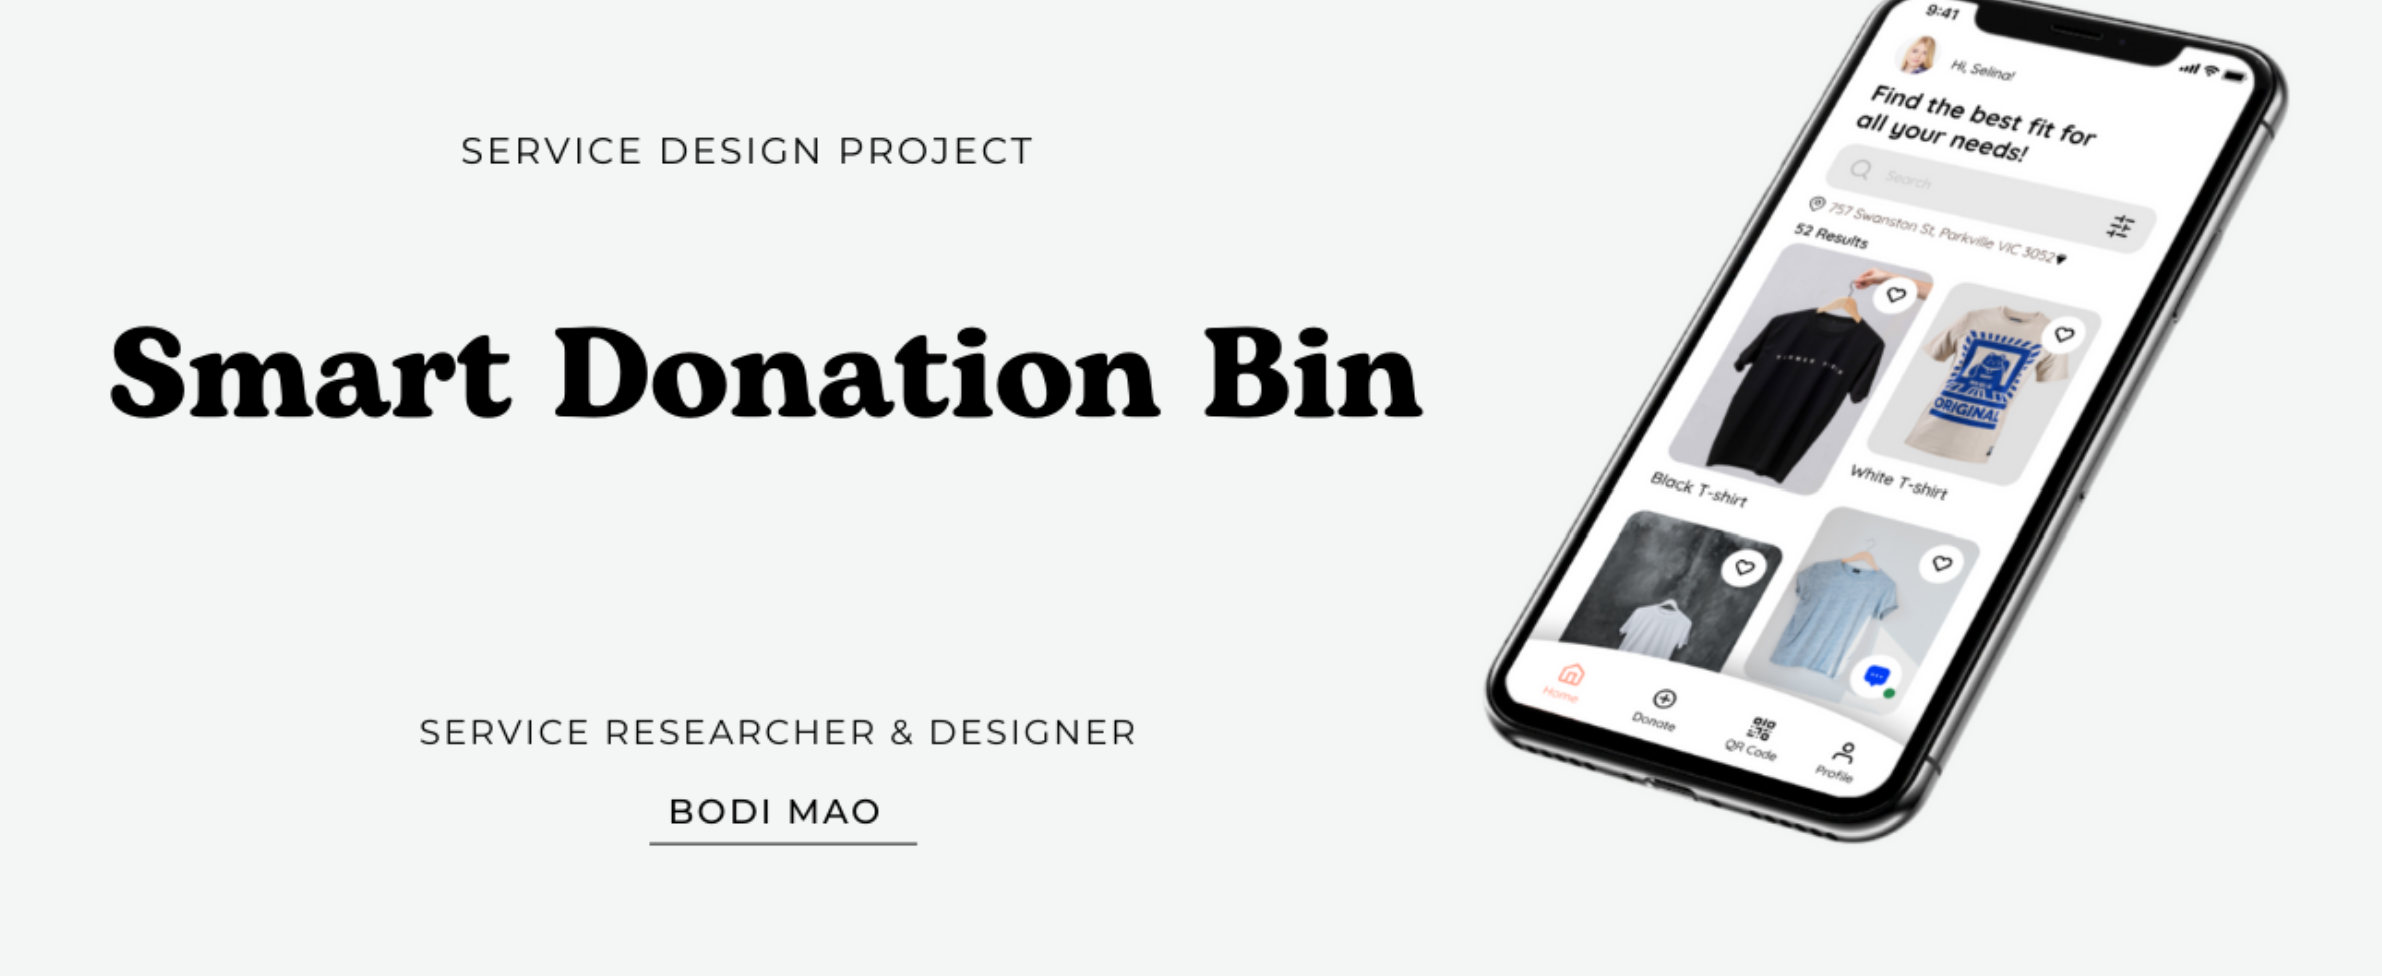 SERVICE DESIGN PROJECT
Smart Donation Bin
SERVICE RESEARCHER & DESIGNER
BODI MAO
9:41
Hi, Selina!
Find the best fit for
all your needs!
Search
757 Swanston St, Parkville VIC 3052
52 Results
ORIGINAL
Black T-shirt
White T-shirt
Home
Donate
QR Code
Profile